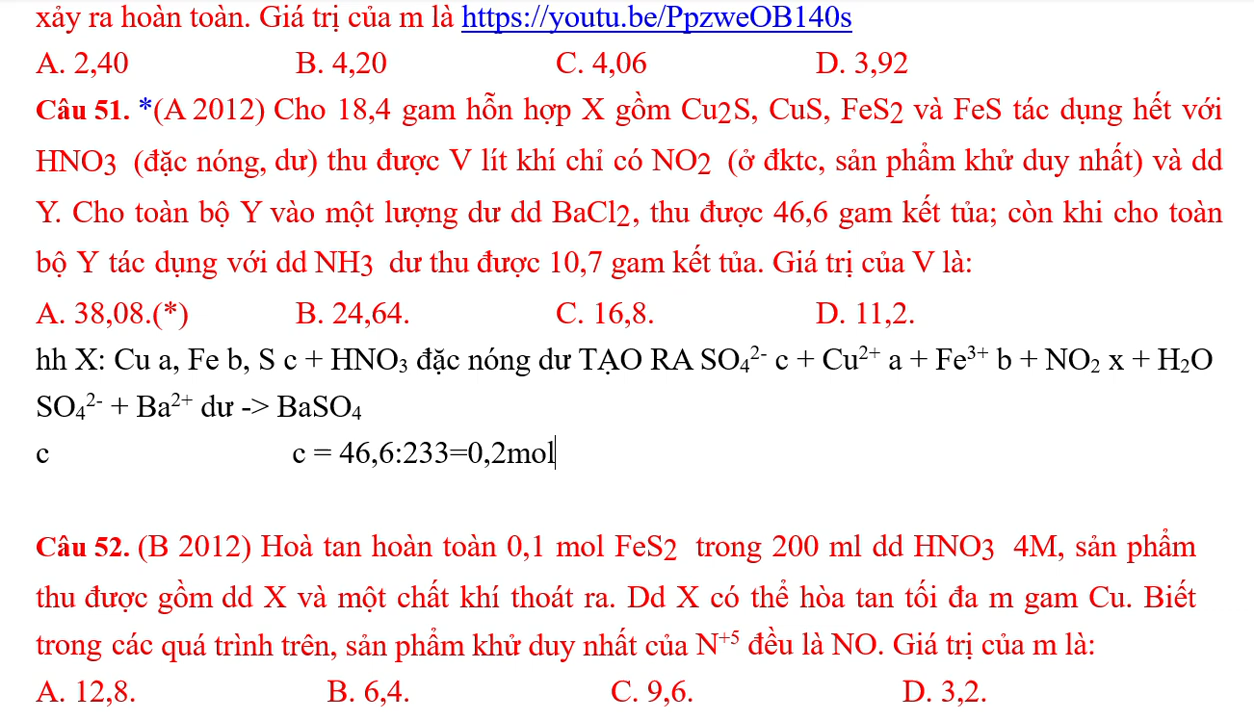 xảy ra hoàn toàn. Giá trị của m là https://youtu.be/PpzweOB140s
A. 2,40 B. 4,20 C. 4,06 D. 3,92
Câu 51. *(A 2012) Cho 18,4 gam hỗn hợp X gồm Cu2S, CuS, FeS2 và FeS tác dụng hết với
HNO3 (đặc nóng, dư) thu được V lít khí chỉ có NO2 (ở đktc, sản phẩm khử duy nhất) và dd
Y. Cho toàn bộ Y vào một lượng dư dd BaCl2, thu được 46,6 gam kết tủa; còn khi cho toàn
bộ Y tác dụng với dd NH3 dư thu được 10,7 gam kết tủa. Giá trị của V là:
A. 38,08.(*) B. 24,64. C. 16,8. D. 11,2.
hh X: Cu a, Fe b, S c + HNO₃ đặc nóng dư TẠO RA SO₄²⁻ c + Cu²⁺ a + Fe³⁺ b + NO₂ x + H₂O
SO₄²⁻ + Ba²⁺ dư -> BaSO₄
c c = 46,6:233=0,2mol
Câu 52. (B 2012) Hoà tan hoàn toàn 0,1 mol FeS2 trong 200 ml dd HNO3 4M, sản phẩm
thu được gồm dd X và một chất khí thoát ra. Dd X có thể hòa tan tối đa m gam Cu. Biết
trong các quá trình trên, sản phẩm khử duy nhất của N⁺⁵ đều là NO. Giá trị của m là:
A. 12,8. B. 6,4. C. 9,6. D. 3,2.